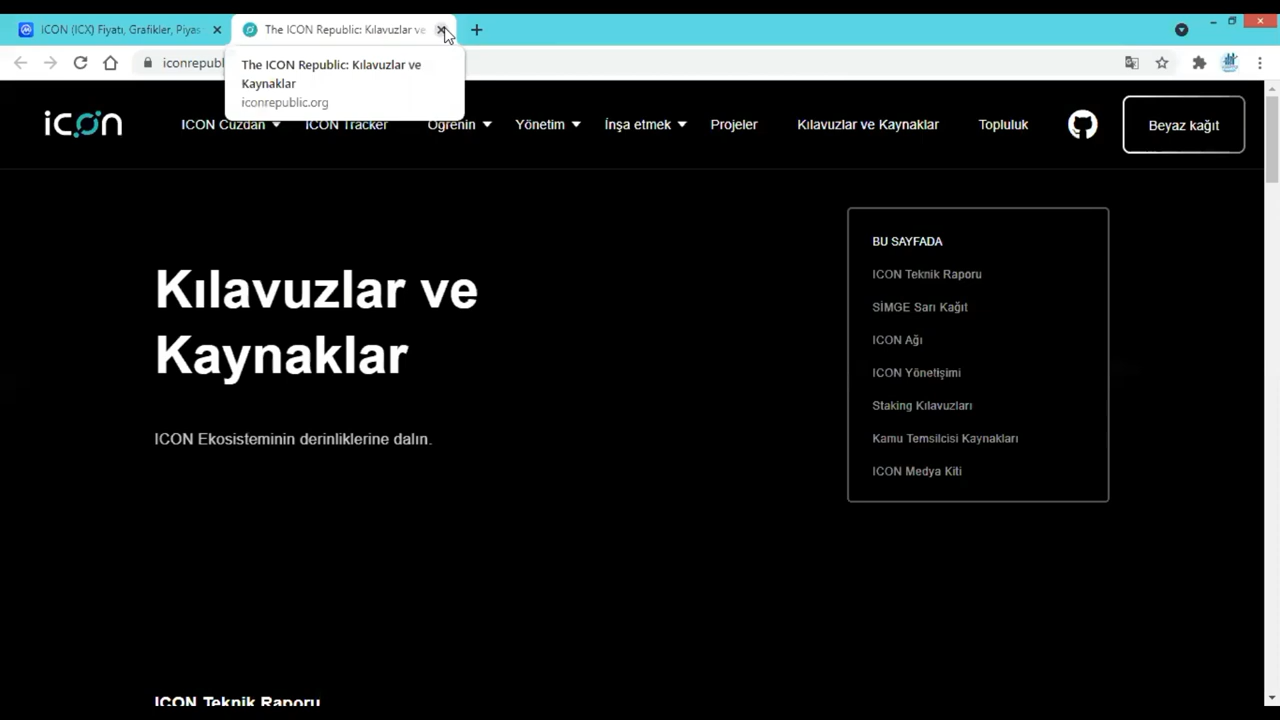 ICON (ICX) Fiyatı, Grafikler, Piyas
The ICON Republic: Kılavuzlar ve
iconrepubl
The ICON Republic: Kılavuzlar ve
Kaynaklar
iconrepublic.org
icon
ICON Cüzdan
ICON Tracker
Öğrenin
Yönetim
İnşa etmek
Projeler
Kılavuzlar ve Kaynaklar
Topluluk
Beyaz kağıt
Kılavuzlar ve
Kaynaklar
ICON Ekosisteminin derinliklerine dalın.
BU SAYFADA
ICON Teknik Raporu
SİMGE Sarı Kağıt
ICON Ağı
ICON Yönetişimi
Staking Kılavuzları
Kamu Temsilcisi Kaynakları
ICON Medya Kiti
ICON Teknik Raporu